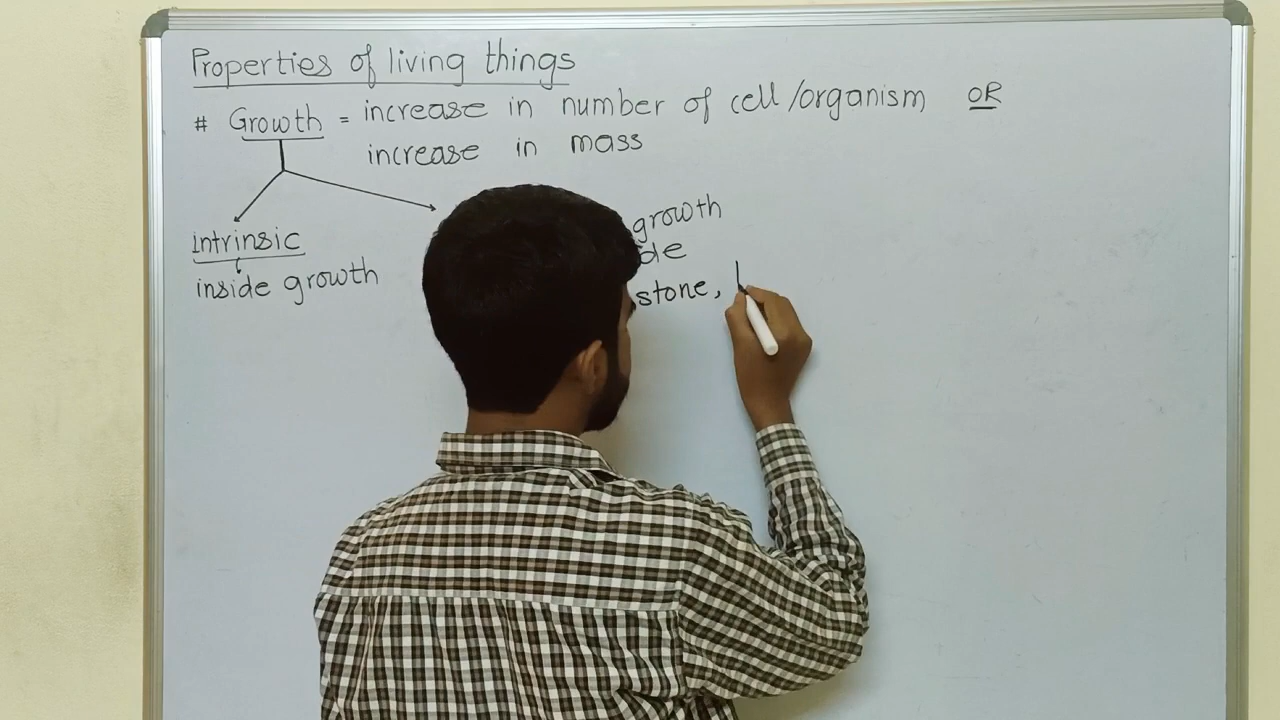 Properties of living things
# Growth = increase in number of cell/organism OR
increase in mass
Intrinsic
growth
inside growth
stone,